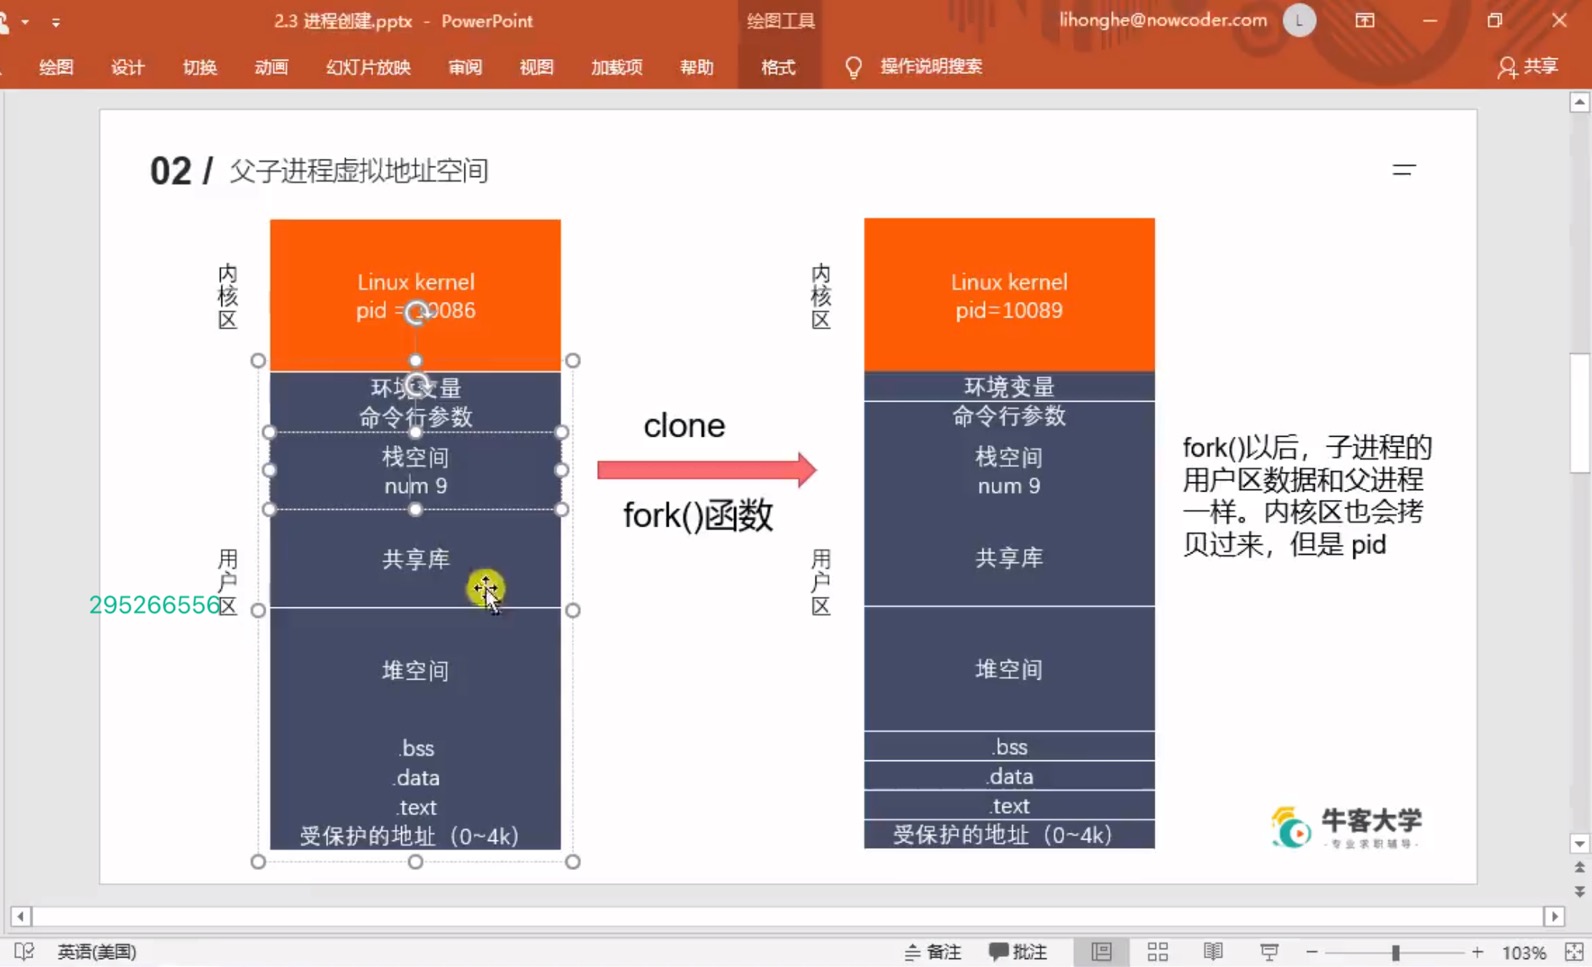 2.3 进程创建.pptx - PowerPoint
绘图工具
lihonghe@nowcoder.com
L
绘图 设计 切换 动画 幻灯片放映 审阅 视图 加载项 帮助 格式 操作说明搜索 共享
02 / 父子进程虚拟地址空间
内核区
Linux kernel
pid = 10086
环境变量
命令行参数
栈空间
num 9
用户区
共享库
堆空间
.bss
.data
.text
受保护的地址（0~4k）
295266556
clone
fork()函数
内核区
Linux kernel
pid=10089
环境变量
命令行参数
栈空间
num 9
用户区
共享库
堆空间
.bss
.data
.text
受保护的地址（0~4k）
fork()以后，子进程的
用户区数据和父进程
一样。内核区也会拷
贝过来，但是 pid
牛客大学
-专业求职辅导-
英语(美国)
备注 批注
103%